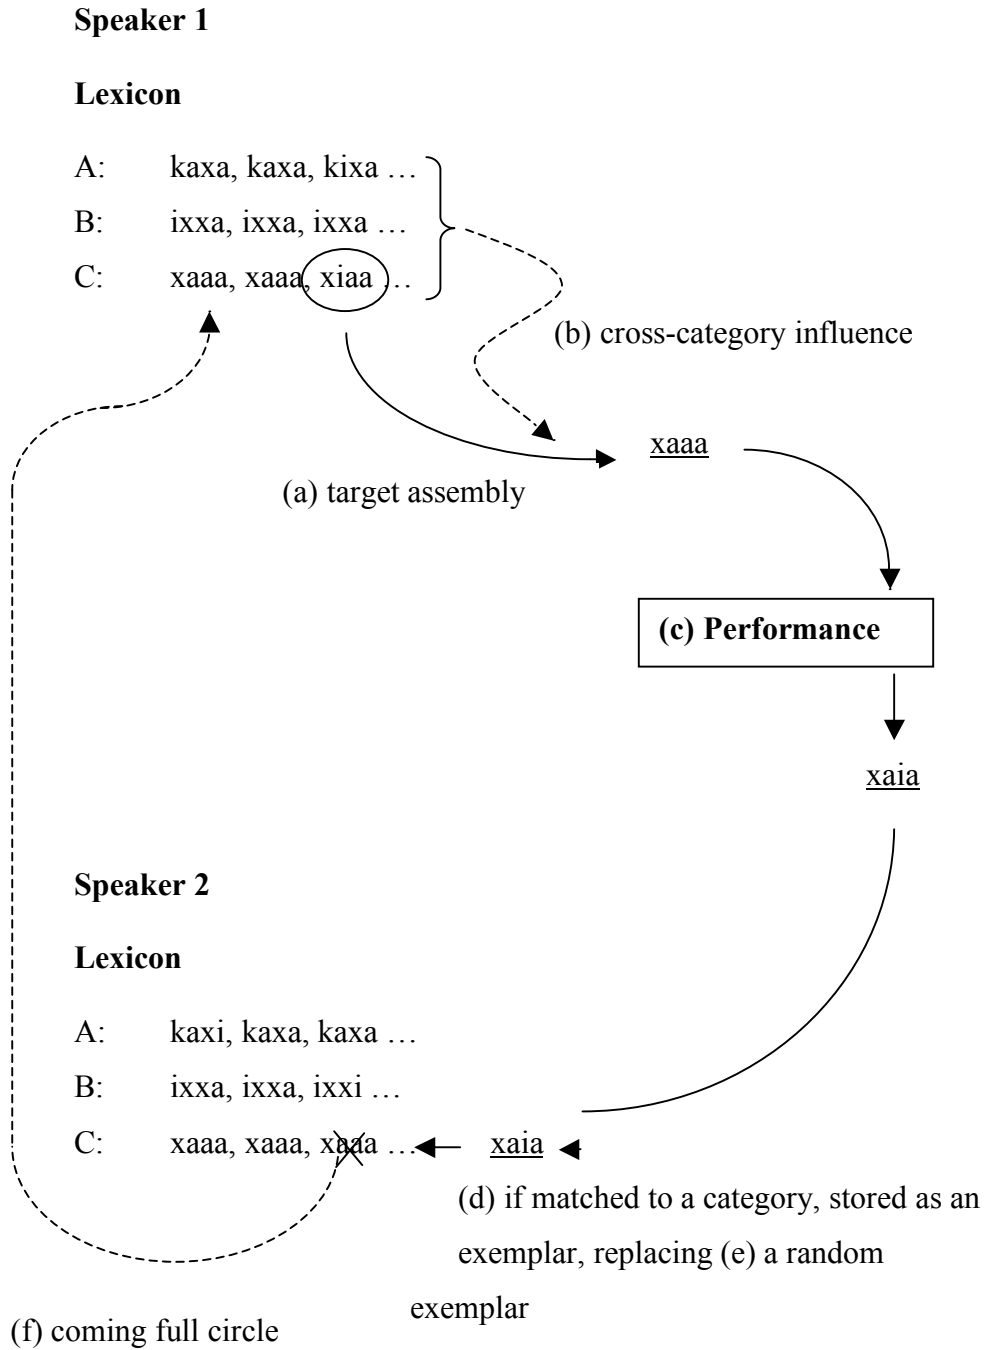 Speaker 1
Lexicon
A: kaxa, kaxa, kixa …
B: ixxa, ixxa, ixxa …
C: xaaa, xaaa, xiaa …
(b) cross-category influence
xaaa
(a) target assembly
(c) Performance
xaia
Speaker 2
Lexicon
A: kaxi, kaxa, kaxa …
B: ixxa, ixxa, ixxi …
C: xaaa, xaaa, xaaa … xaia
(d) if matched to a category, stored as an
exemplar, replacing (e) a random
exemplar
(f) coming full circle